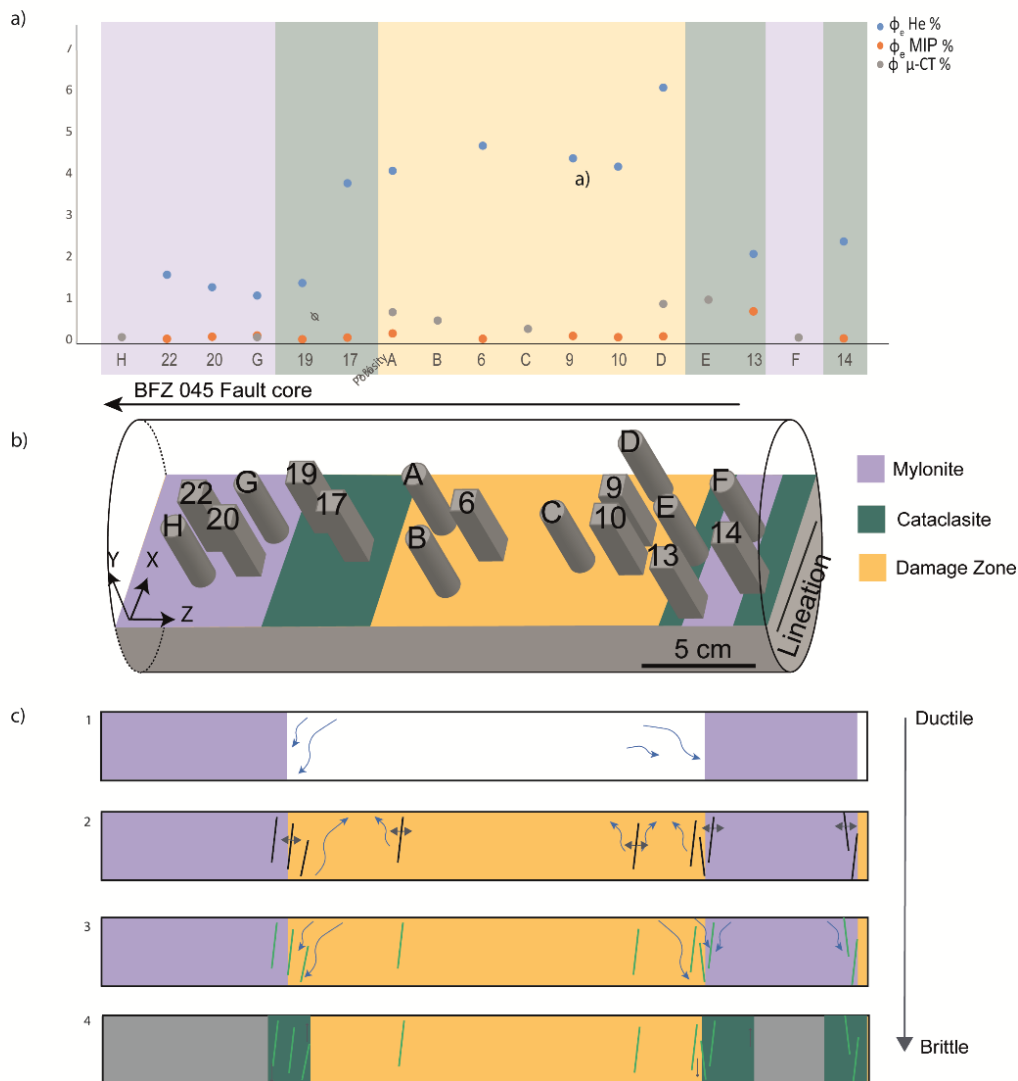 a)
ϕe He %
ϕe MIP %
ϕ μ-CT %
7
6
5
4
3
2
1
0
a)
ϕ
Porosity %
H 22 20 G 19 17 A B 6 C 9 10 D E 13 F 14
BFZ 045 Fault core
b)
D
G 19 A 9 F
22 17 6 C 10 E
H 20 B 13 14
Y X
Z
5 cm
Lineation
Mylonite
Cataclasite
Damage Zone
c)
1
Ductile
2
3
4
Brittle